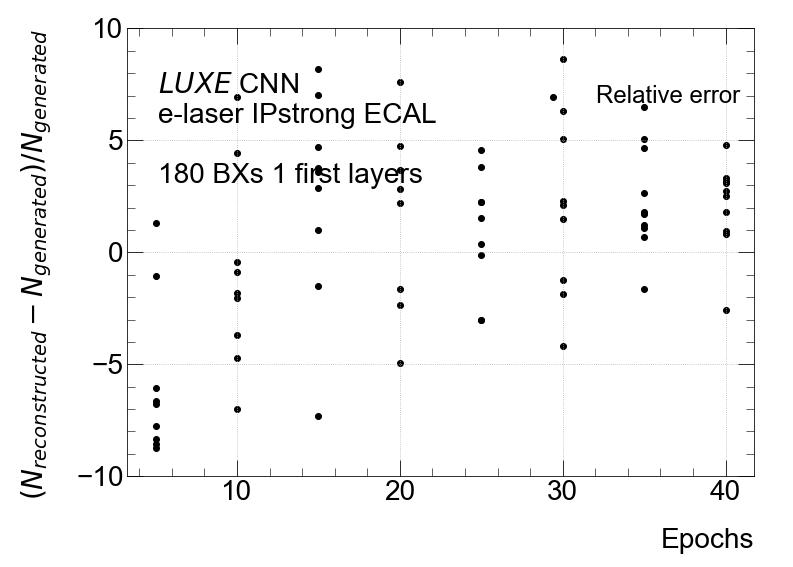 10
5
0
−5
−10
(N_reconstructed − N_generated)/N_generated
LUXE CNN
e-laser IPstrong ECAL
180 BXs 1 first layers
Relative error
10 20 30 40
Epochs